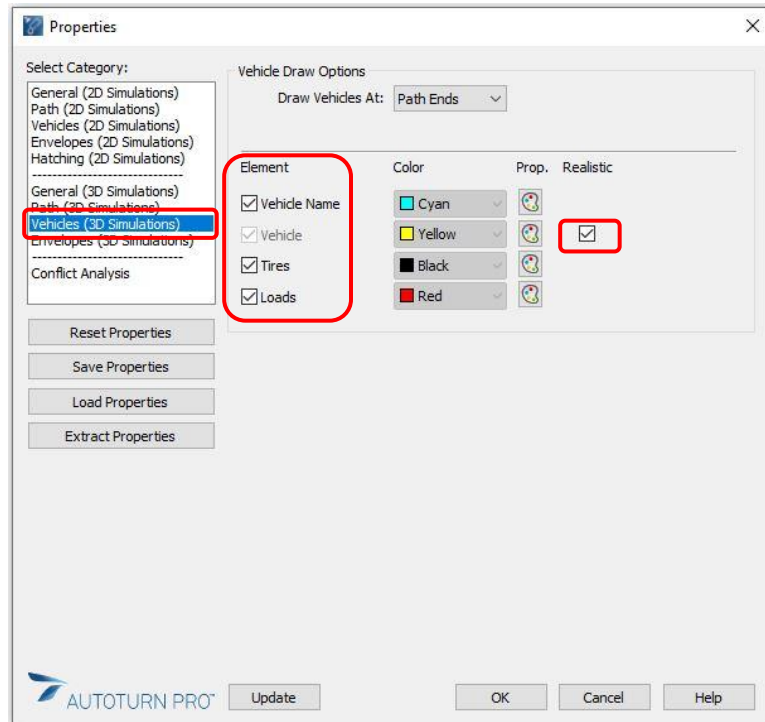 Properties
Select Category:
General (2D Simulations)
Path (2D Simulations)
Vehicles (2D Simulations)
Envelopes (2D Simulations)
Hatching (2D Simulations)
------------------------------
General (3D Simulations)
Path (3D Simulations)
Vehicles (3D Simulations)
Envelopes (3D Simulations)
------------------------------
Conflict Analysis
Reset Properties
Save Properties
Load Properties
Extract Properties
Vehicle Draw Options
Draw Vehicles At: Path Ends
Element Color Prop. Realistic
Vehicle Name Cyan
Vehicle Yellow
Tires Black
Loads Red
AUTOTURN PRO™
Update OK Cancel Help